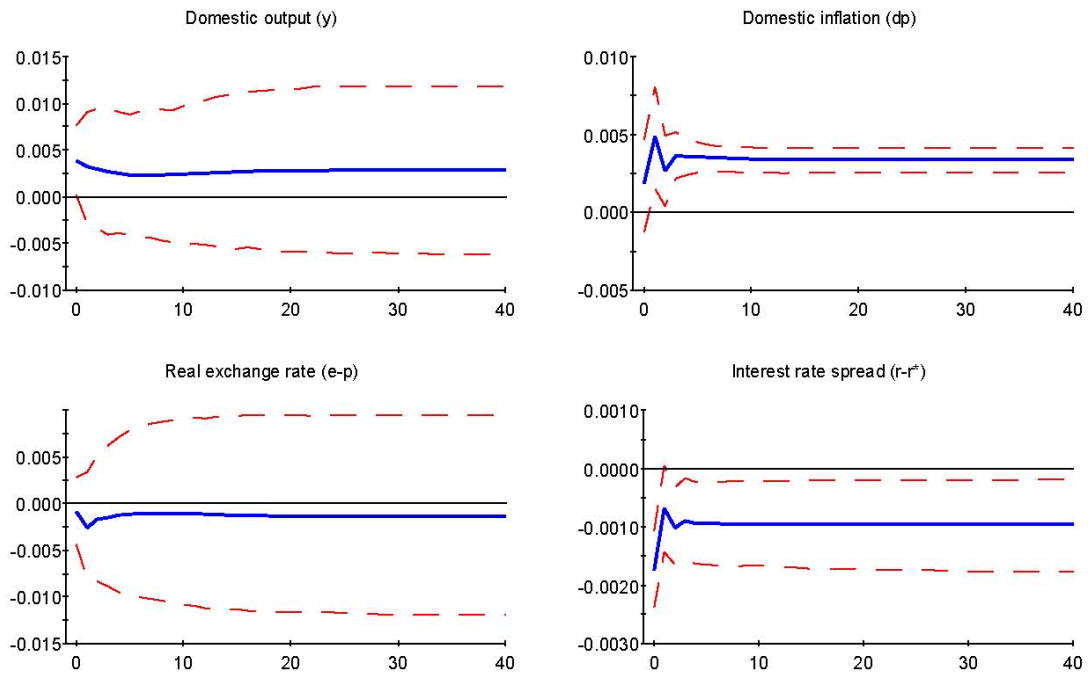 Domestic output (y)
0.015
0.010
0.005
0.000
-0.005
-0.010
0 10 20 30 40
Domestic inflation (dp)
0.010
0.005
0.000
-0.005
0 10 20 30 40
Real exchange rate (e-p)
0.005
0.000
-0.005
-0.010
-0.015
0 10 20 30 40
Interest rate spread (r-r*)
0.0010
0.0000
-0.0010
-0.0020
-0.0030
0 10 20 30 40